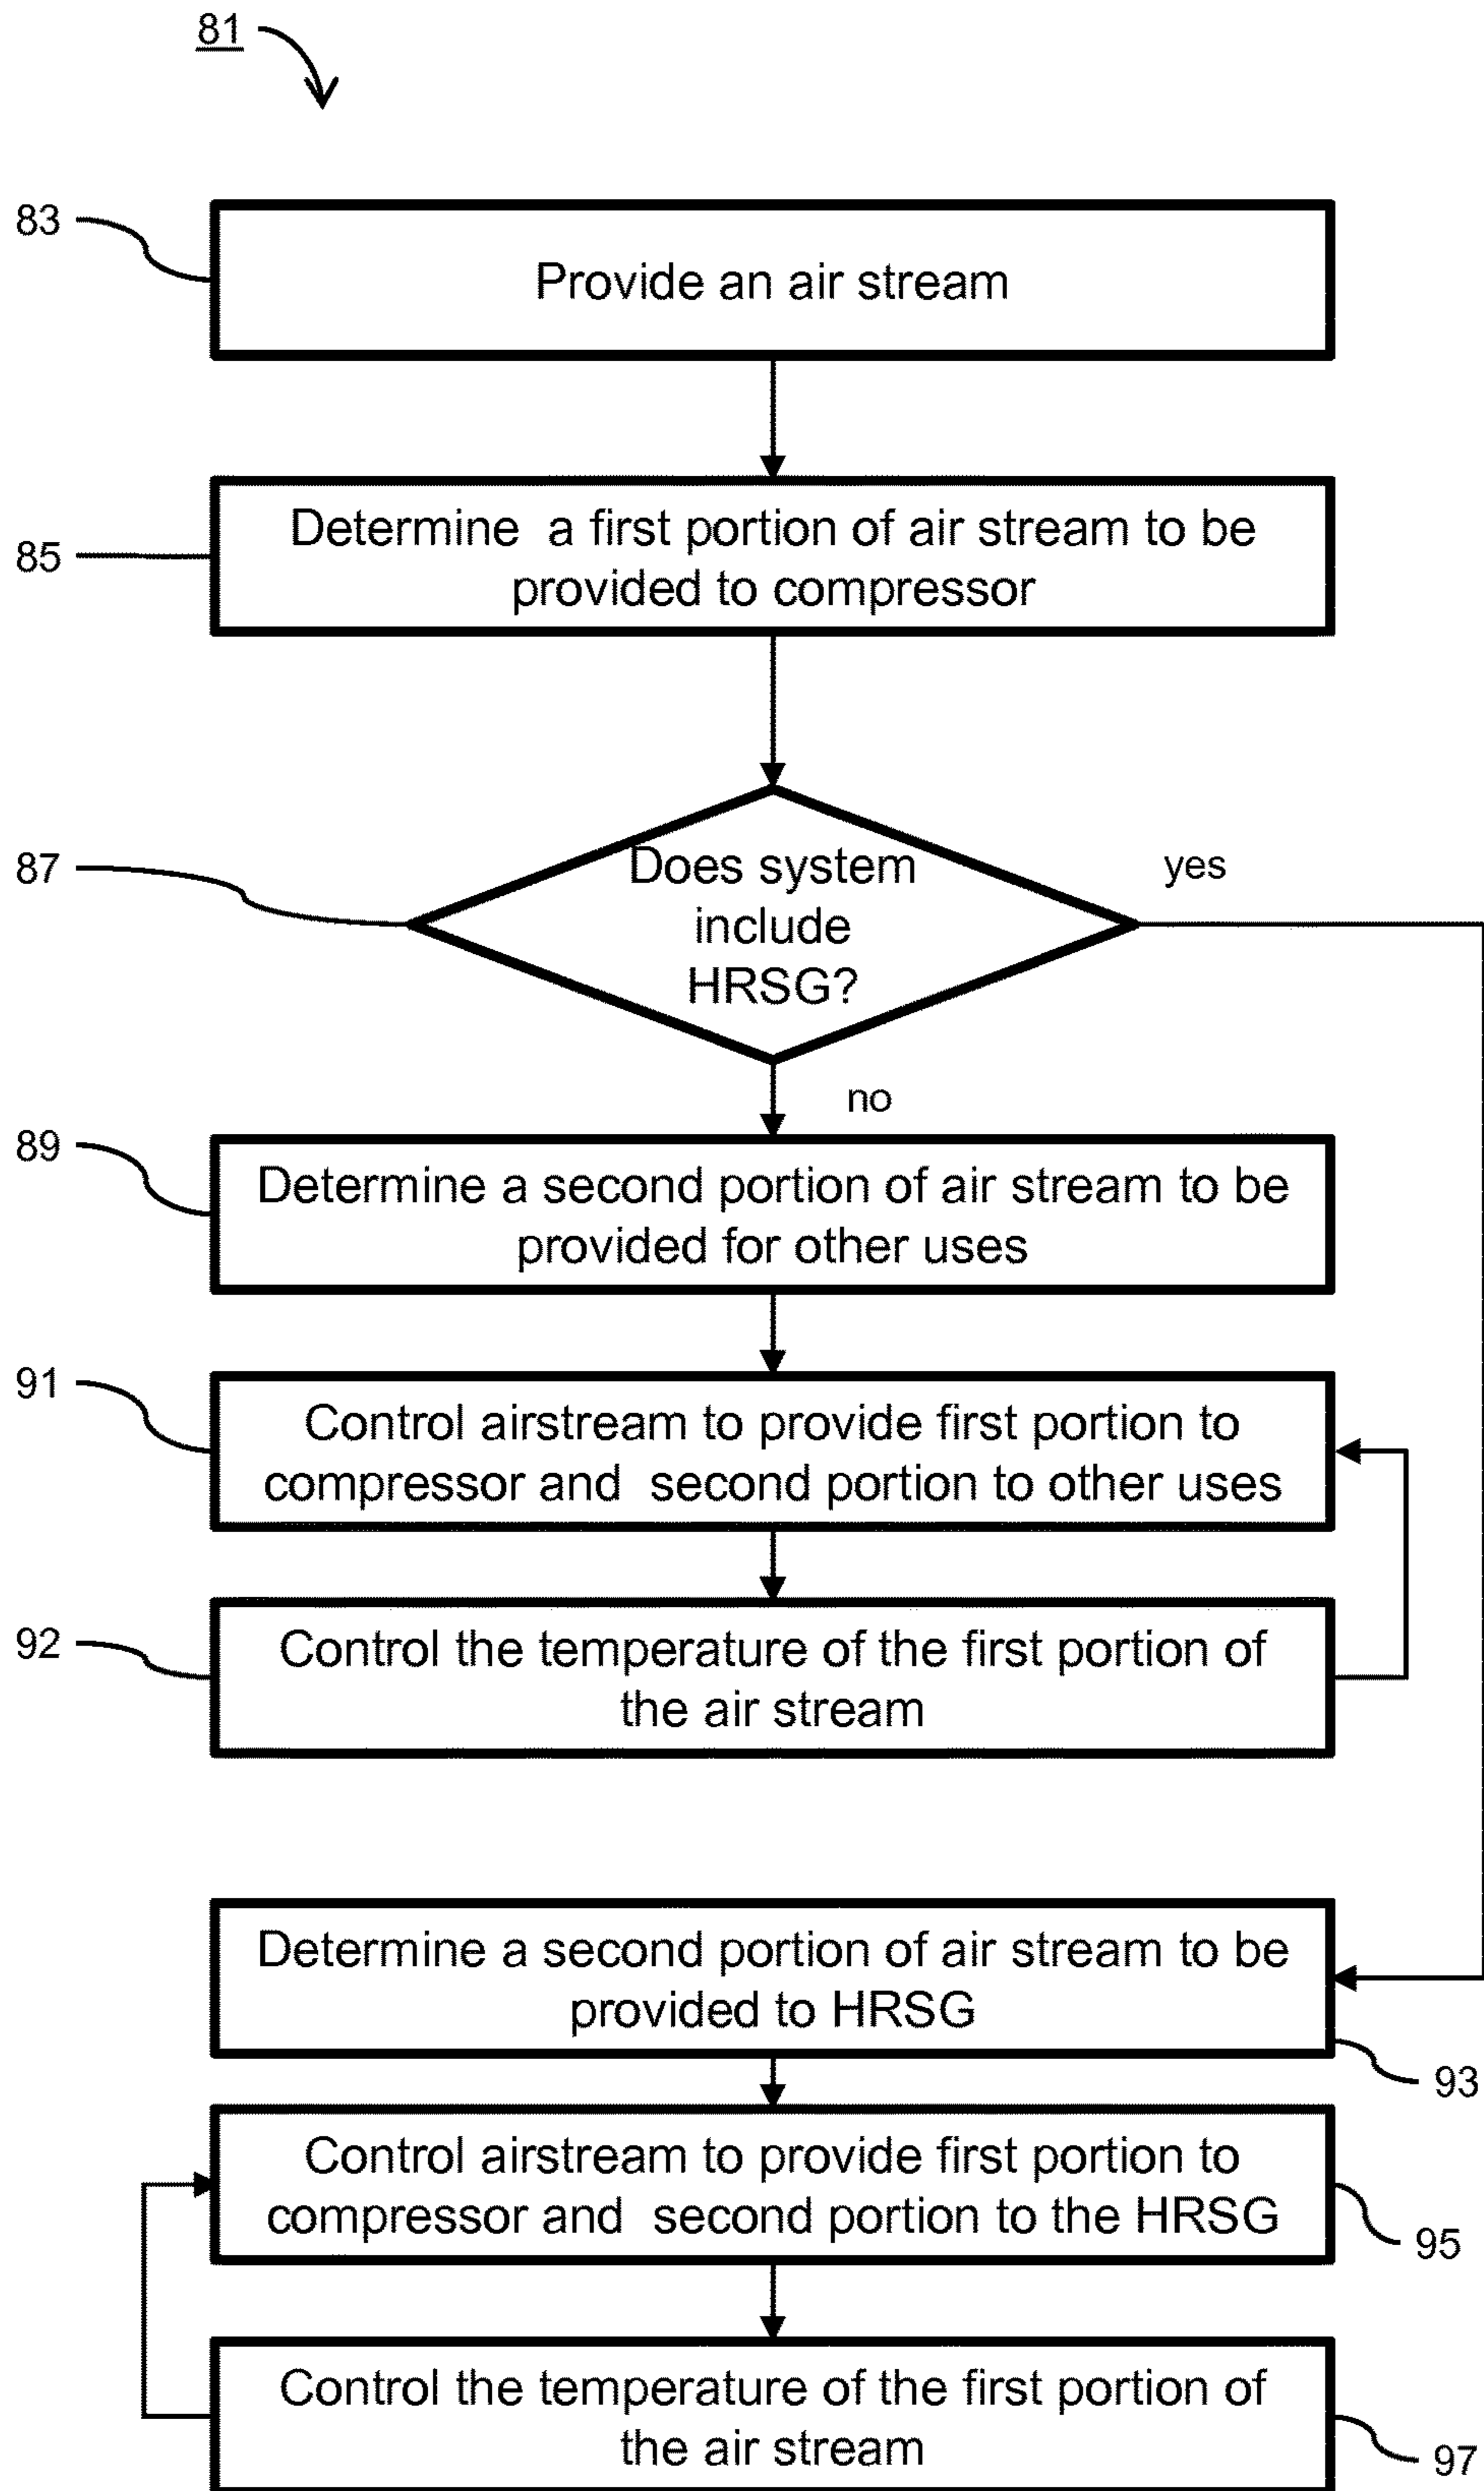 81
83
Provide an air stream
85
Determine a first portion of air stream to be
provided to compressor
87
Does system
include
HRSG?
yes
no
89
Determine a second portion of air stream to be
provided for other uses
91
Control airstream to provide first portion to
compressor and second portion to other uses
92
Control the temperature of the first portion of
the air stream
Determine a second portion of air stream to be
provided to HRSG
93
Control airstream to provide first portion to
compressor and second portion to the HRSG
95
Control the temperature of the first portion of
the air stream
97